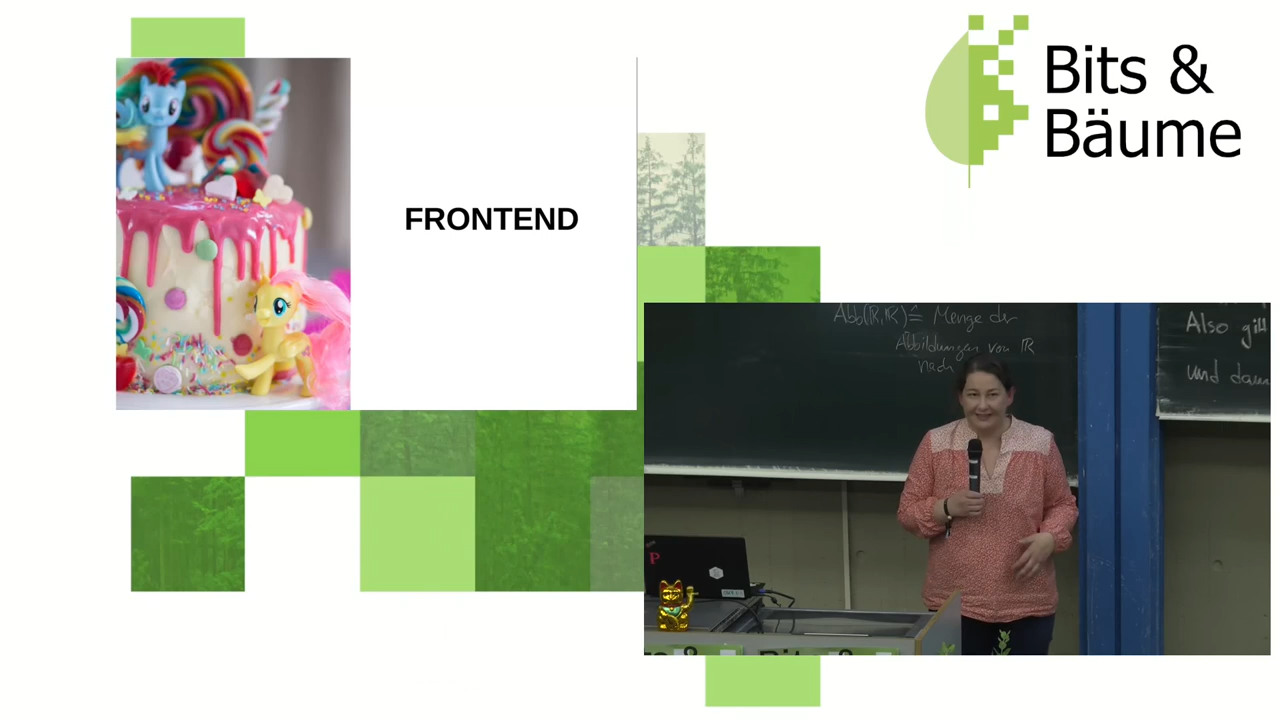 Bits &
Bäume
FRONTEND
Abb(ℝ,ℝ) ≙ Menge der
Abbildungen von ℝ
nach
Also gilt
und dann
P